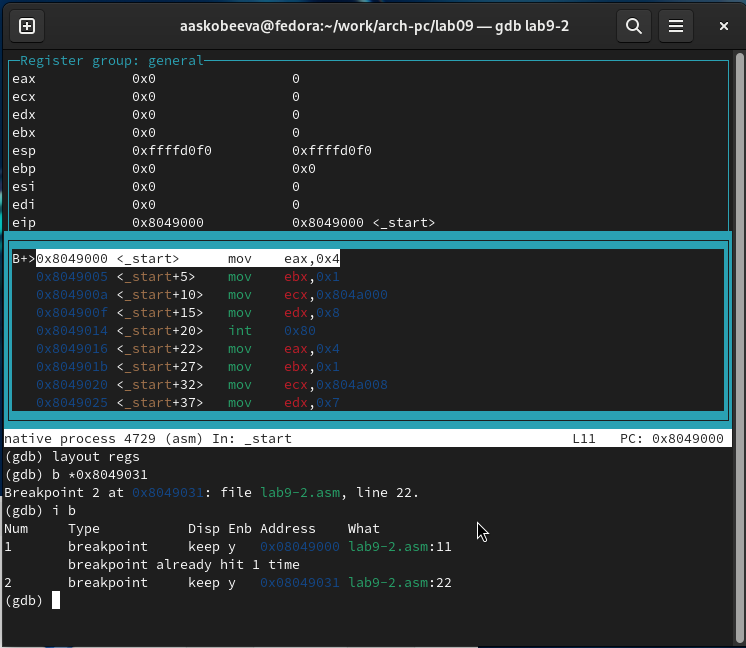 aaskobeeva@fedora:~/work/arch-pc/lab09 — gdb lab9-2
Register group: general
eax 0x0 0
ecx 0x0 0
edx 0x0 0
ebx 0x0 0
esp 0xffffd0f0 0xffffd0f0
ebp 0x0 0x0
esi 0x0 0
edi 0x0 0
eip 0x8049000 0x8049000 <_start>
B+>0x8049000 <_start> mov eax,0x4
0x8049005 <_start+5> mov ebx,0x1
0x804900a <_start+10> mov ecx,0x804a000
0x804900f <_start+15> mov edx,0x8
0x8049014 <_start+20> int 0x80
0x8049016 <_start+22> mov eax,0x4
0x804901b <_start+27> mov ebx,0x1
0x8049020 <_start+32> mov ecx,0x804a008
0x8049025 <_start+37> mov edx,0x7
native process 4729 (asm) In: _start L11 PC: 0x8049000
(gdb) layout regs
(gdb) b *0x8049031
Breakpoint 2 at 0x8049031: file lab9-2.asm, line 22.
(gdb) i b
Num Type Disp Enb Address What
1 breakpoint keep y 0x08049000 lab9-2.asm:11
breakpoint already hit 1 time
2 breakpoint keep y 0x08049031 lab9-2.asm:22
(gdb)